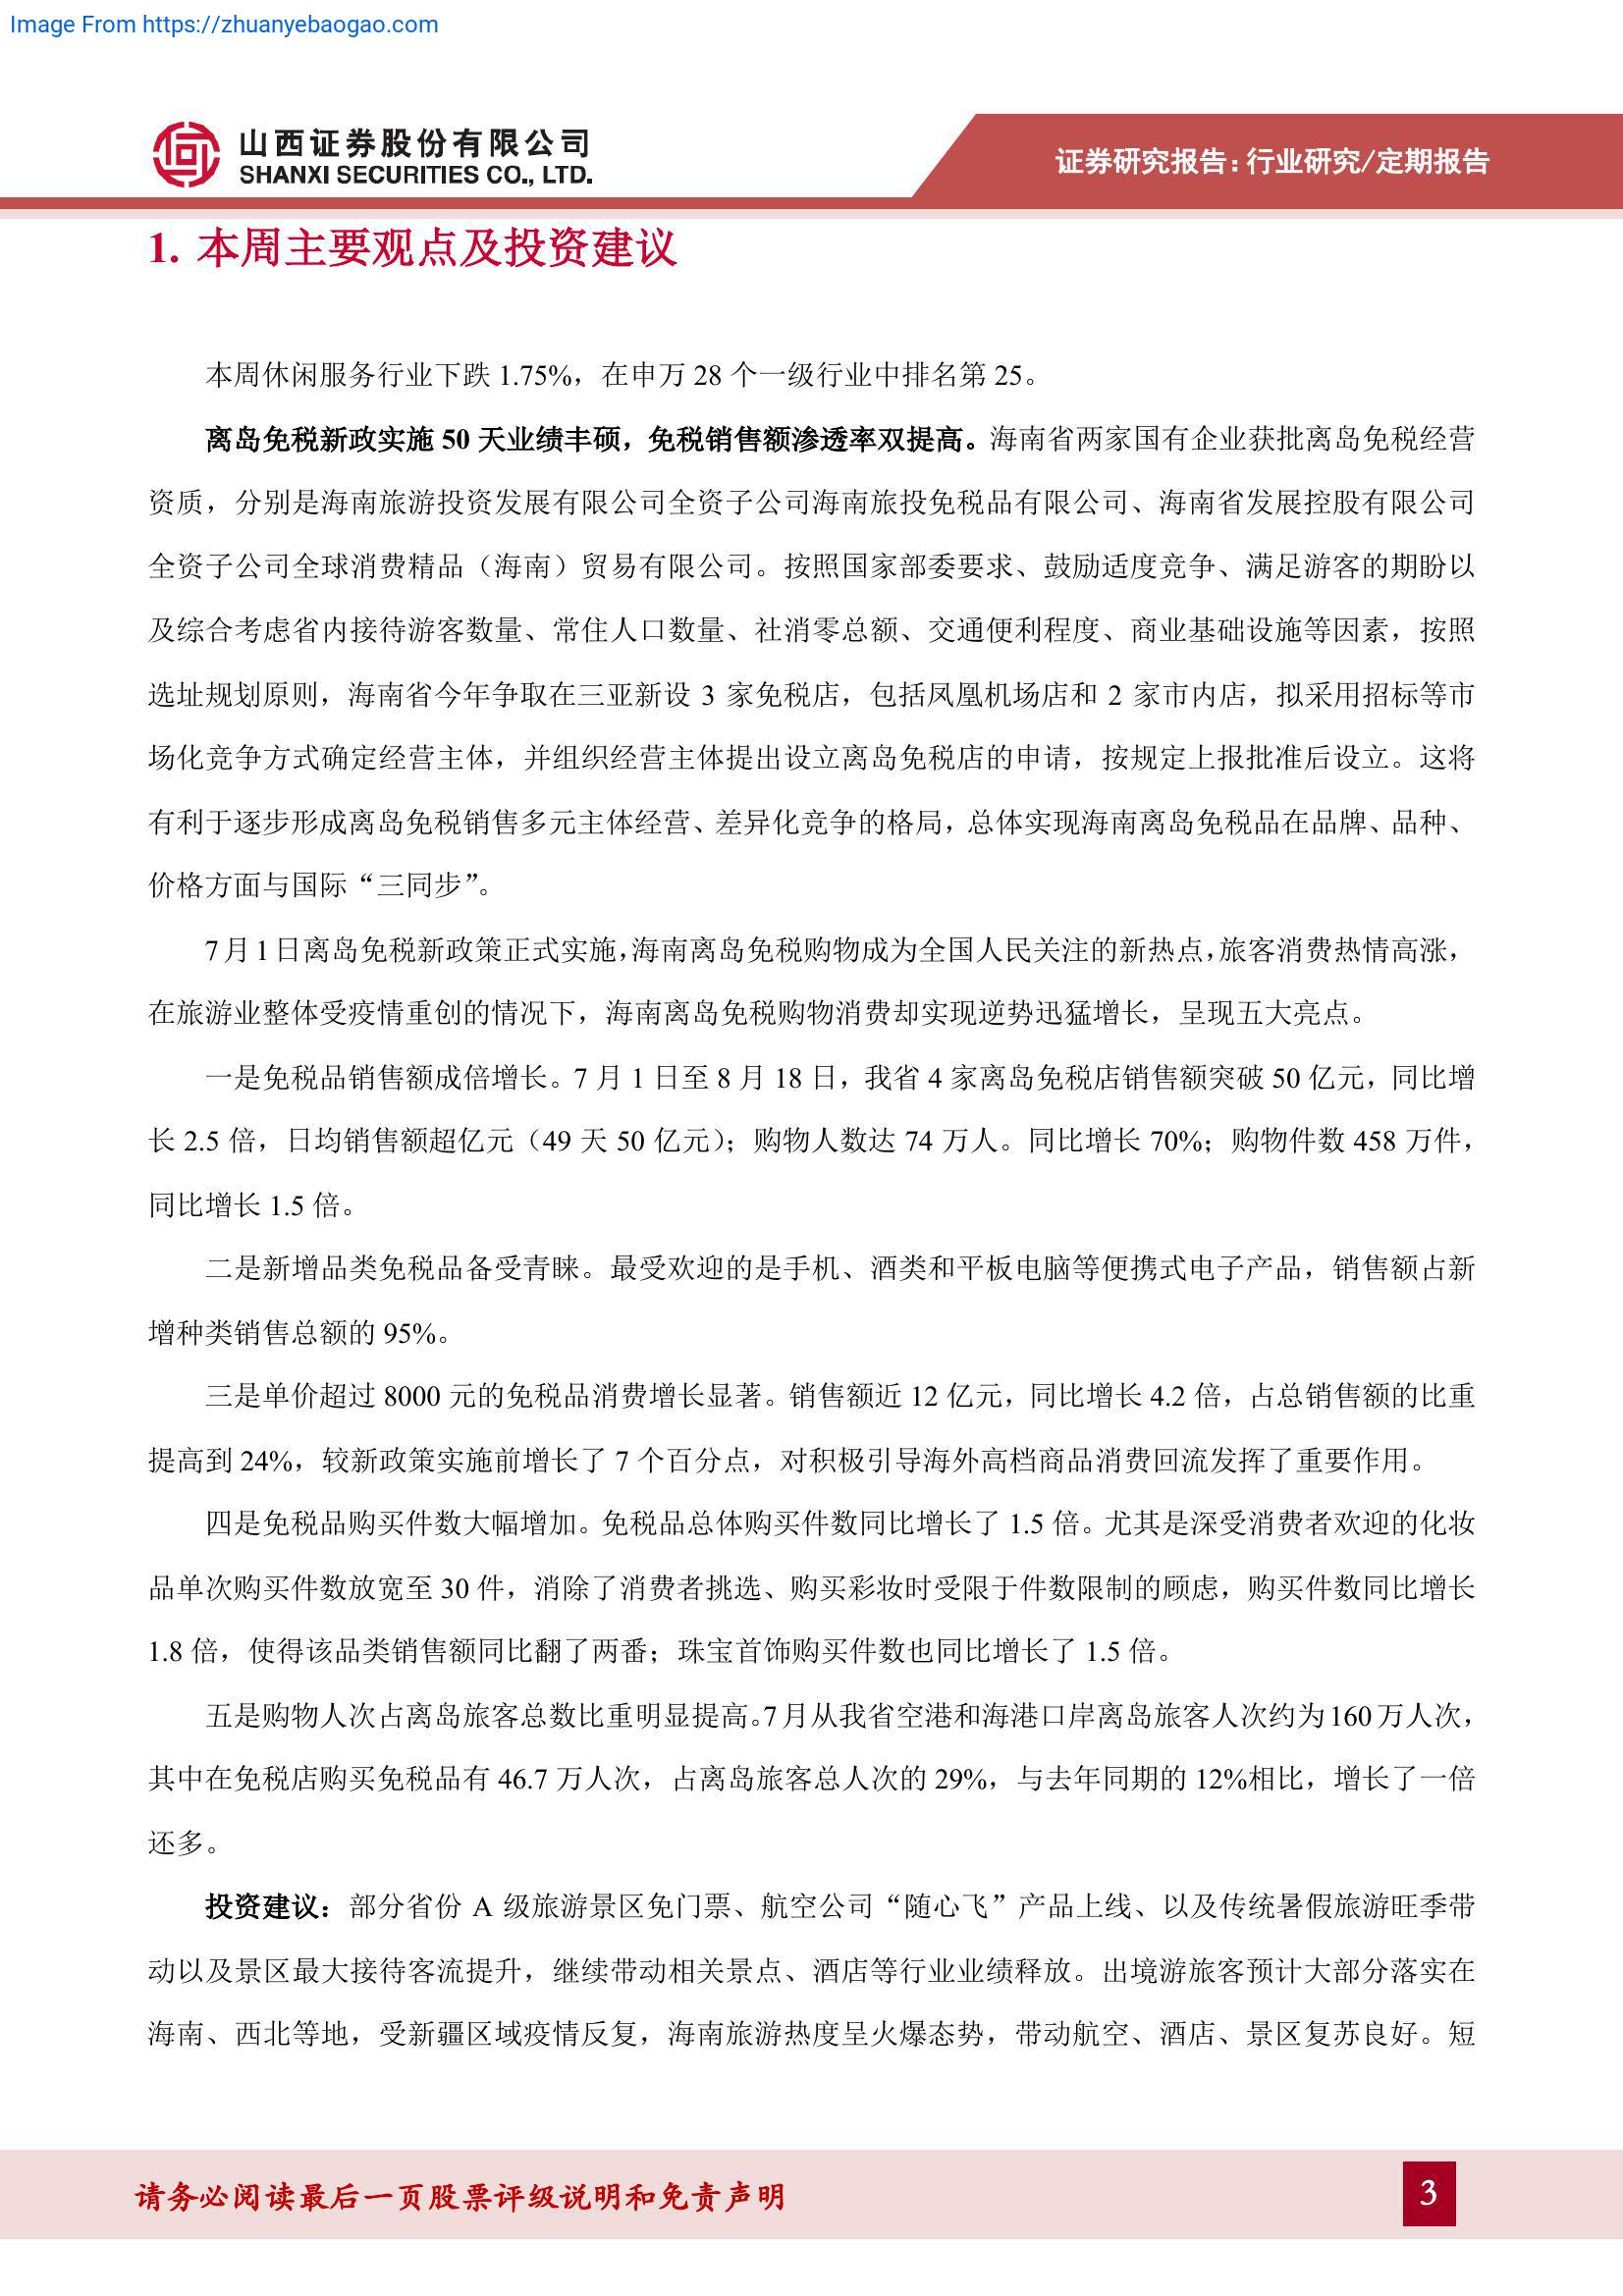 Image From https://zhuanyebaogao.com
山西证券股份有限公司
SHANXI SECURITIES CO., LTD.
证券研究报告:行业研究/定期报告
1. 本周主要观点及投资建议
本周休闲服务行业下跌 1.75%，在申万 28 个一级行业中排名第 25。
离岛免税新政实施 50 天业绩丰硕，免税销售额渗透率双提高。海南省两家国有企业获批离岛免税经营
资质，分别是海南旅游投资发展有限公司全资子公司海南旅投免税品有限公司、海南省发展控股有限公司
全资子公司全球消费精品（海南）贸易有限公司。按照国家部委要求、鼓励适度竞争、满足游客的期盼以
及综合考虑省内接待游客数量、常住人口数量、社消零总额、交通便利程度、商业基础设施等因素，按照
选址规划原则，海南省今年争取在三亚新设 3 家免税店，包括凤凰机场店和 2 家市内店，拟采用招标等市
场化竞争方式确定经营主体，并组织经营主体提出设立离岛免税店的申请，按规定上报批准后设立。这将
有利于逐步形成离岛免税销售多元主体经营、差异化竞争的格局，总体实现海南离岛免税品在品牌、品种、
价格方面与国际“三同步”。
7 月 1 日离岛免税新政策正式实施，海南离岛免税购物成为全国人民关注的新热点，旅客消费热情高涨，
在旅游业整体受疫情重创的情况下，海南离岛免税购物消费却实现逆势迅猛增长，呈现五大亮点。
一是免税品销售额成倍增长。7 月 1 日至 8 月 18 日，我省 4 家离岛免税店销售额突破 50 亿元，同比增
长 2.5 倍，日均销售额超亿元（49 天 50 亿元）；购物人数达 74 万人。同比增长 70%；购物件数 458 万件，
同比增长 1.5 倍。
二是新增品类免税品备受青睐。最受欢迎的是手机、酒类和平板电脑等便携式电子产品，销售额占新
增种类销售总额的 95%。
三是单价超过 8000 元的免税品消费增长显著。销售额近 12 亿元，同比增长 4.2 倍，占总销售额的比重
提高到 24%，较新政策实施前增长了 7 个百分点，对积极引导海外高档商品消费回流发挥了重要作用。
四是免税品购买件数大幅增加。免税品总体购买件数同比增长了 1.5 倍。尤其是深受消费者欢迎的化妆
品单次购买件数放宽至 30 件，消除了消费者挑选、购买彩妆时受限于件数限制的顾虑，购买件数同比增长
1.8 倍，使得该品类销售额同比翻了两番；珠宝首饰购买件数也同比增长了 1.5 倍。
五是购物人次占离岛旅客总数比重明显提高。7 月从我省空港和海港口岸离岛旅客人次约为 160 万人次，
其中在免税店购买免税品有 46.7 万人次，占离岛旅客总人次的 29%，与去年同期的 12%相比，增长了一倍
还多。
投资建议：部分省份 A 级旅游景区免门票、航空公司“随心飞”产品上线、以及传统暑假旅游旺季带
动以及景区最大接待客流提升，继续带动相关景点、酒店等行业业绩释放。出境游旅客预计大部分落实在
海南、西北等地，受新疆区域疫情反复，海南旅游热度呈火爆态势，带动航空、酒店、景区复苏良好。短
请务必阅读最后一页股票评级说明和免责声明
3